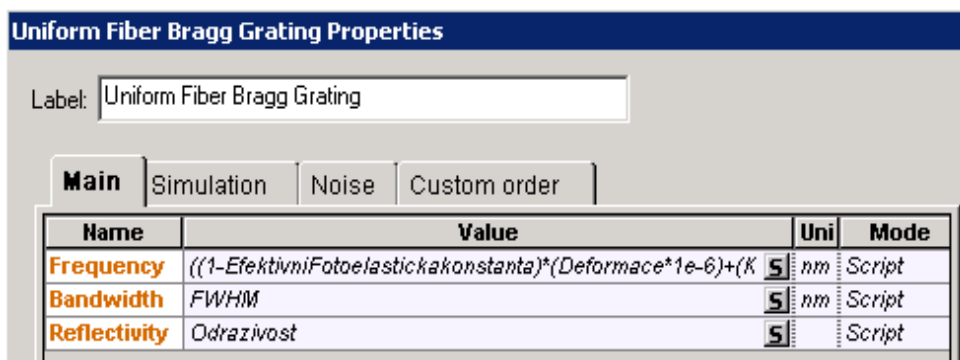 Uniform Fiber Bragg Grating Properties
Label: Uniform Fiber Bragg Grating
Main Simulation Noise Custom order
Name Value Uni Mode
Frequency ((1-EfektivniFotoelastickakonstanta)*(Deformace*1e-6)+(K S nm Script
Bandwidth FWHM S nm Script
Reflectivity Odrazivost S Script